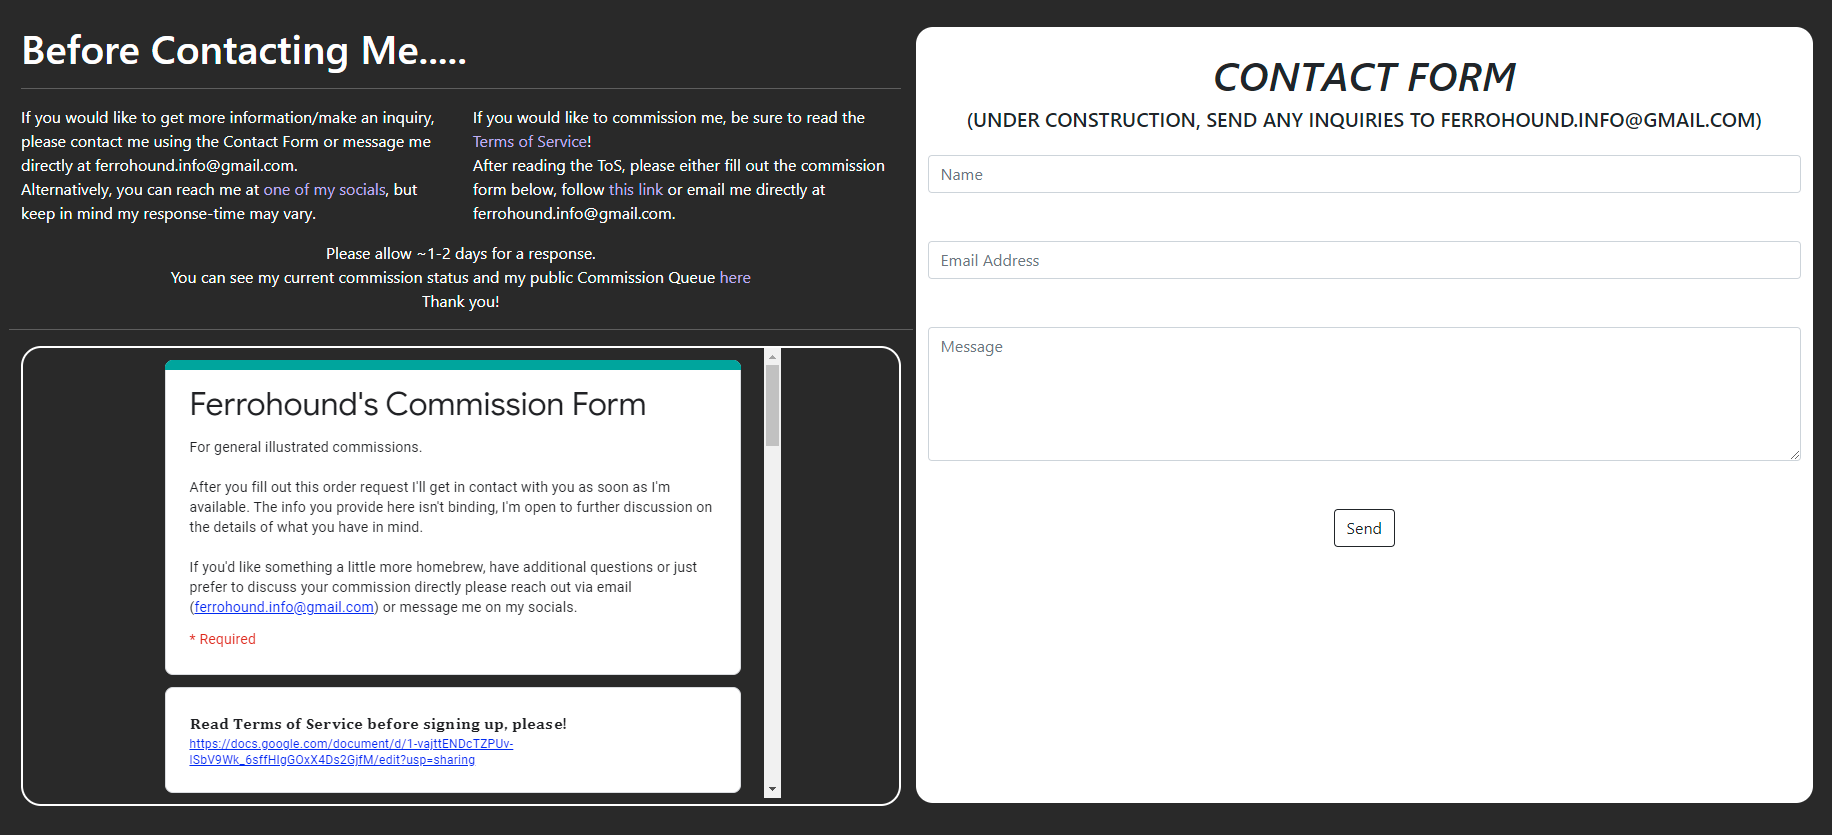 Before Contacting Me.....
If you would like to get more information/make an inquiry,
please contact me using the Contact Form or message me
directly at ferrohound.info@gmail.com.
Alternatively, you can reach me at one of my socials, but
keep in mind my response-time may vary.
If you would like to commission me, be sure to read the
Terms of Service!
After reading the ToS, please either fill out the commission
form below, follow this link or email me directly at
ferrohound.info@gmail.com.
Please allow ~1-2 days for a response.
You can see my current commission status and my public Commission Queue here
Thank you!
Ferrohound's Commission Form
For general illustrated commissions.
After you fill out this order request I'll get in contact with you as soon as I'm
available. The info you provide here isn't binding, I'm open to further discussion on
the details of what you have in mind.
If you'd like something a little more homebrew, have additional questions or just
prefer to discuss your commission directly please reach out via email
(ferrohound.info@gmail.com) or message me on my socials.
* Required
Read Terms of Service before signing up, please!
https://docs.google.com/document/d/1-vajttENDcTZPUv-
ISbV9Wk_6sffHIgGOxX4Ds2GjfM/edit?usp=sharing
CONTACT FORM
(UNDER CONSTRUCTION, SEND ANY INQUIRIES TO FERROHOUND.INFO@GMAIL.COM)
Name
Email Address
Message
Send